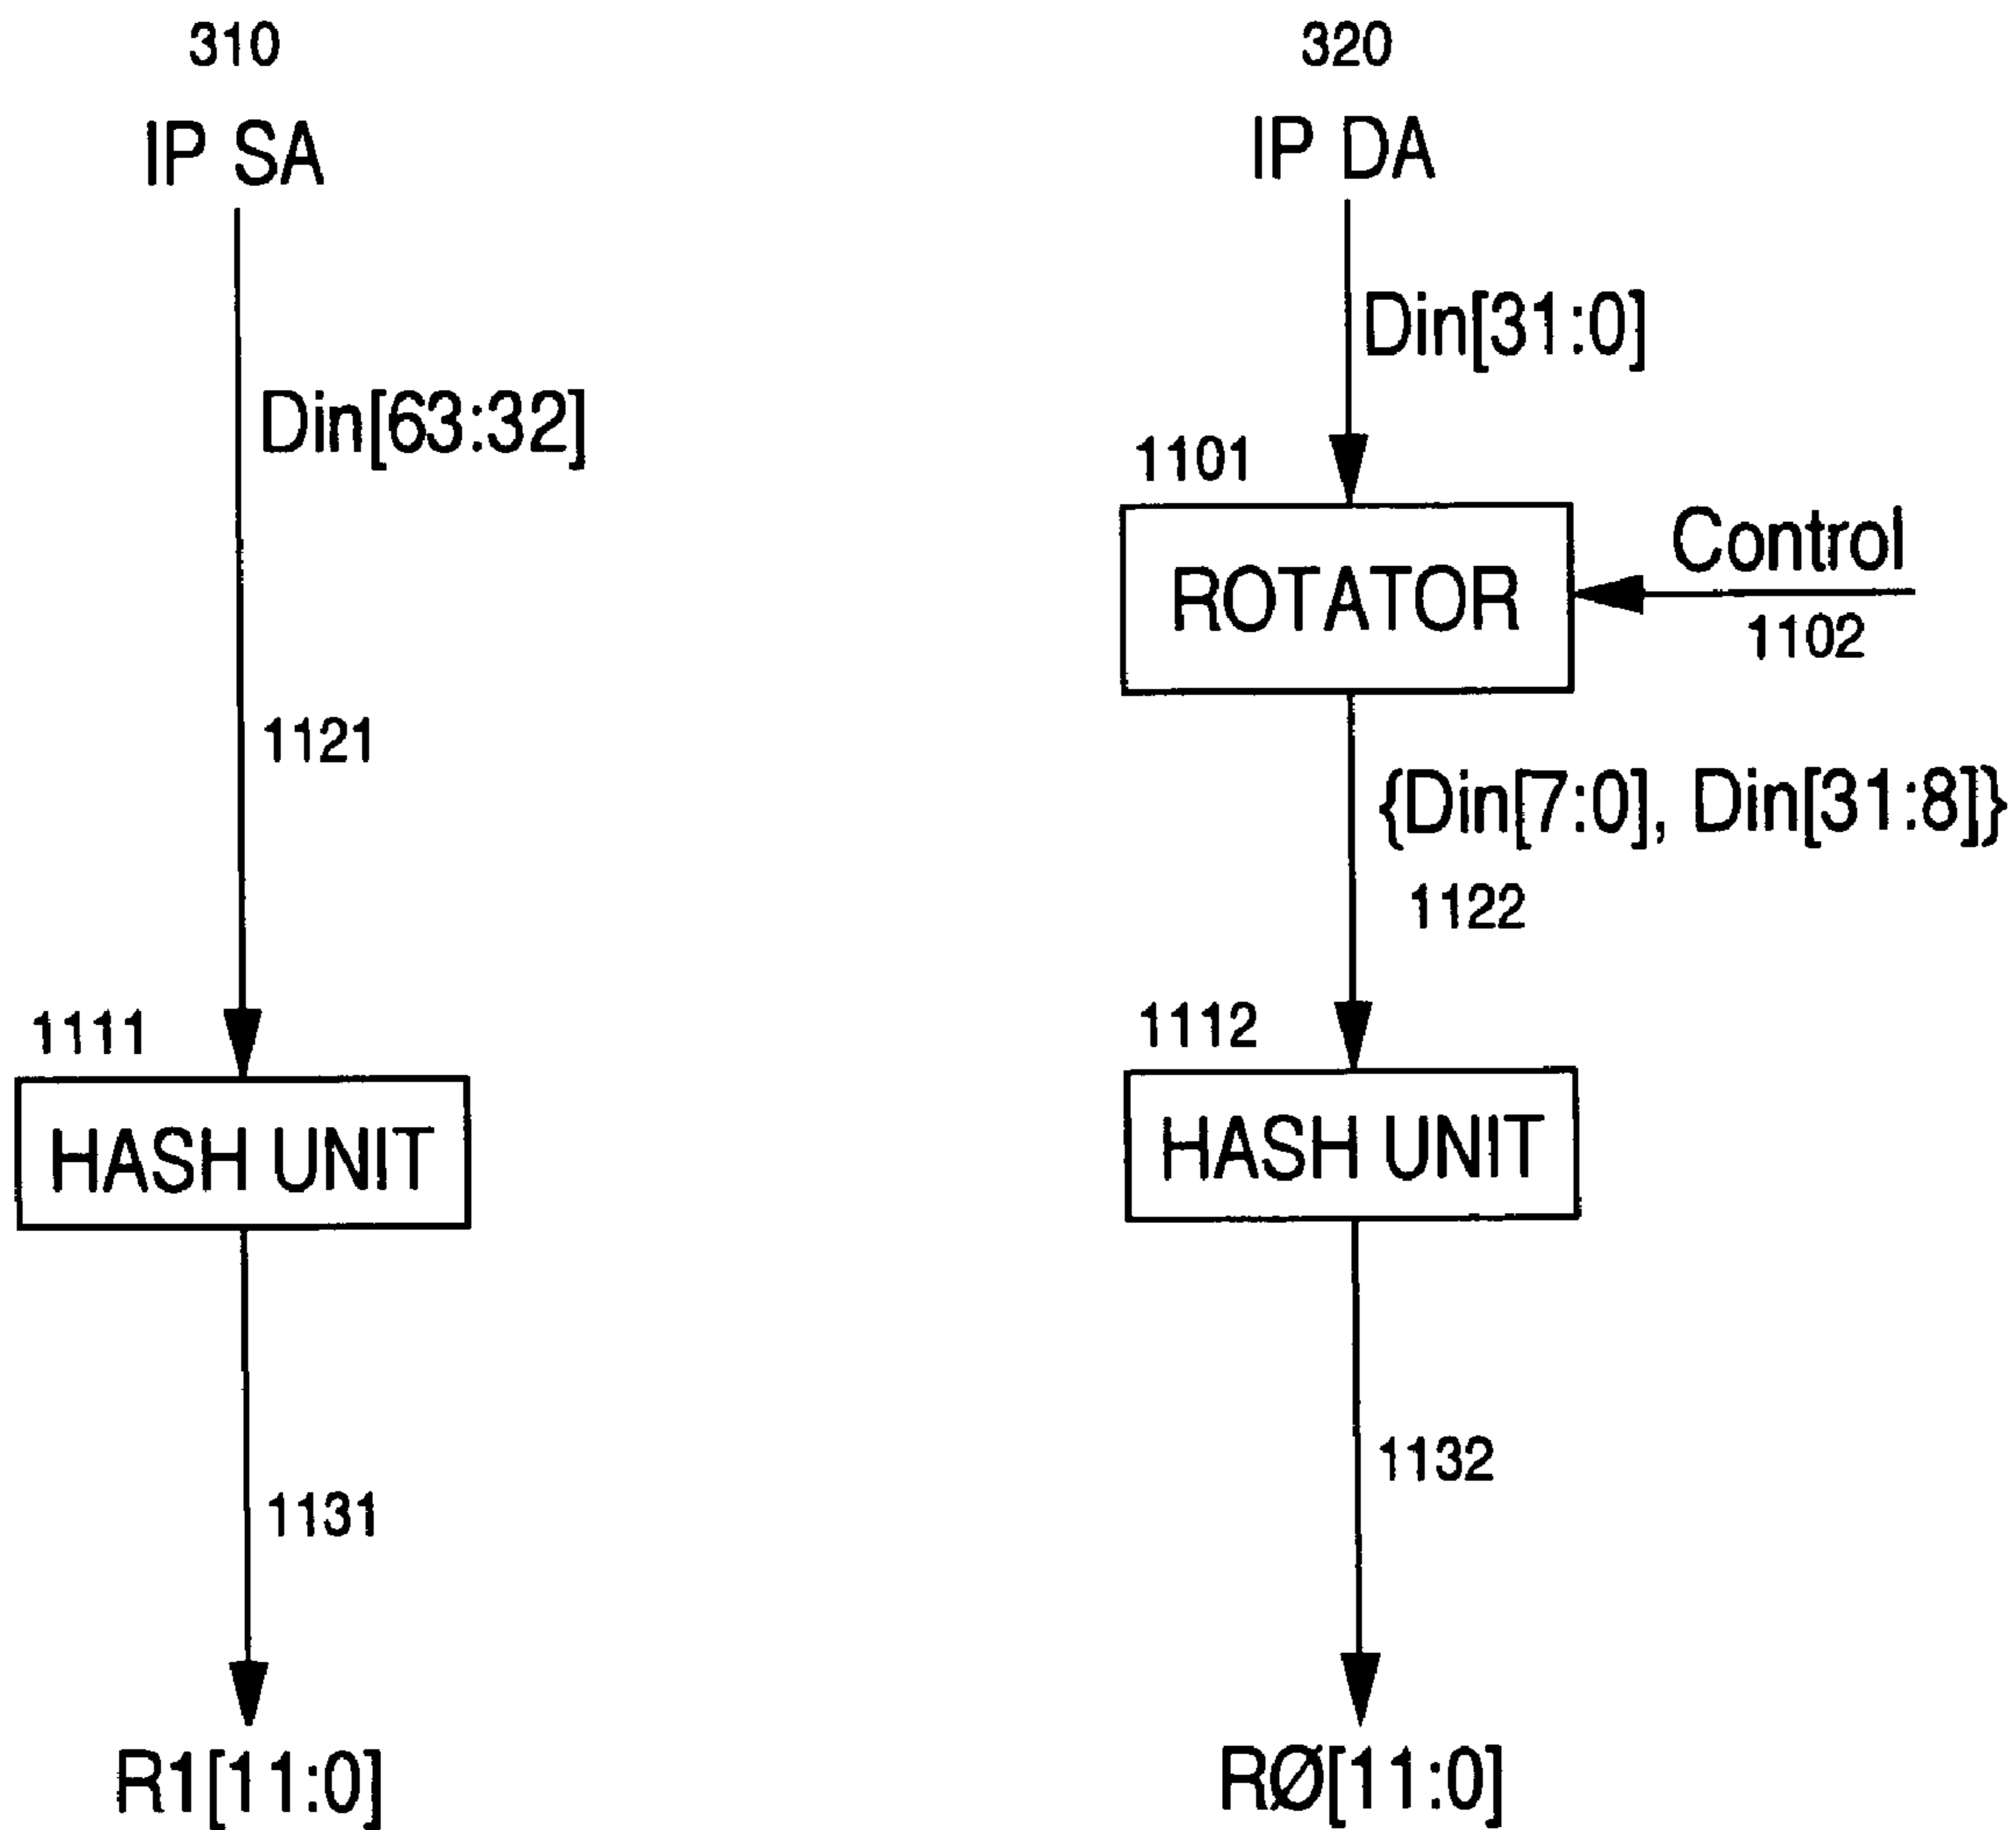 310
IP SA
Din[63:32]
1121
1111
HASH UNIT
1131
R1[11:0]
320
IP DA
Din[31:0]
1101
ROTATOR
Control
1102
{Din[7:0], Din[31:8]}
1122
1112
HASH UNIT
1132
RØ[11:0]